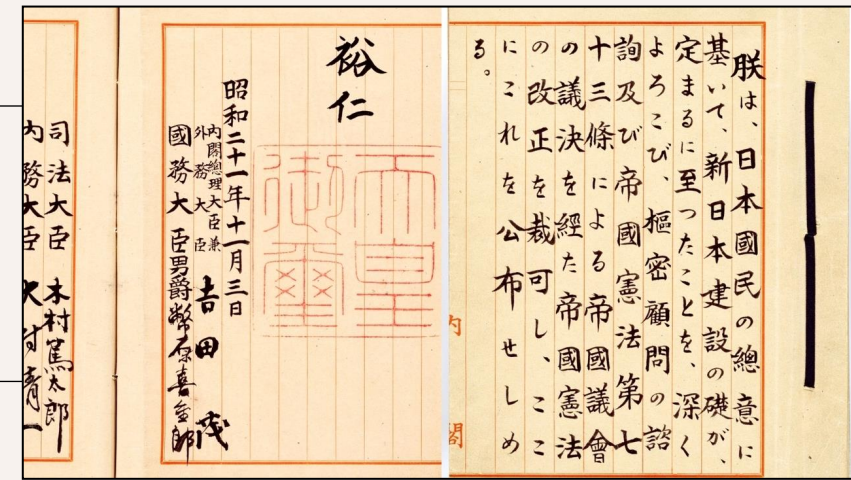 朕は、日本國民の總意に
基いて、新日本建設の礎が、
定まるに至つたことを、深く
よろこび、樞密顧問の諮
詢及び帝國憲法第七
十三條による帝國議會
の議決を經た帝國憲法
の改正を裁可し、ここ
にこれを公布せしめ
る。
内閣
裕仁
天皇御璽
昭和二十一年十一月三日
内閣總理大臣兼
外務大臣 吉田茂
國務大臣男爵幣原喜重郎
司法大臣 木村篤太郎
内務大臣 大村清一